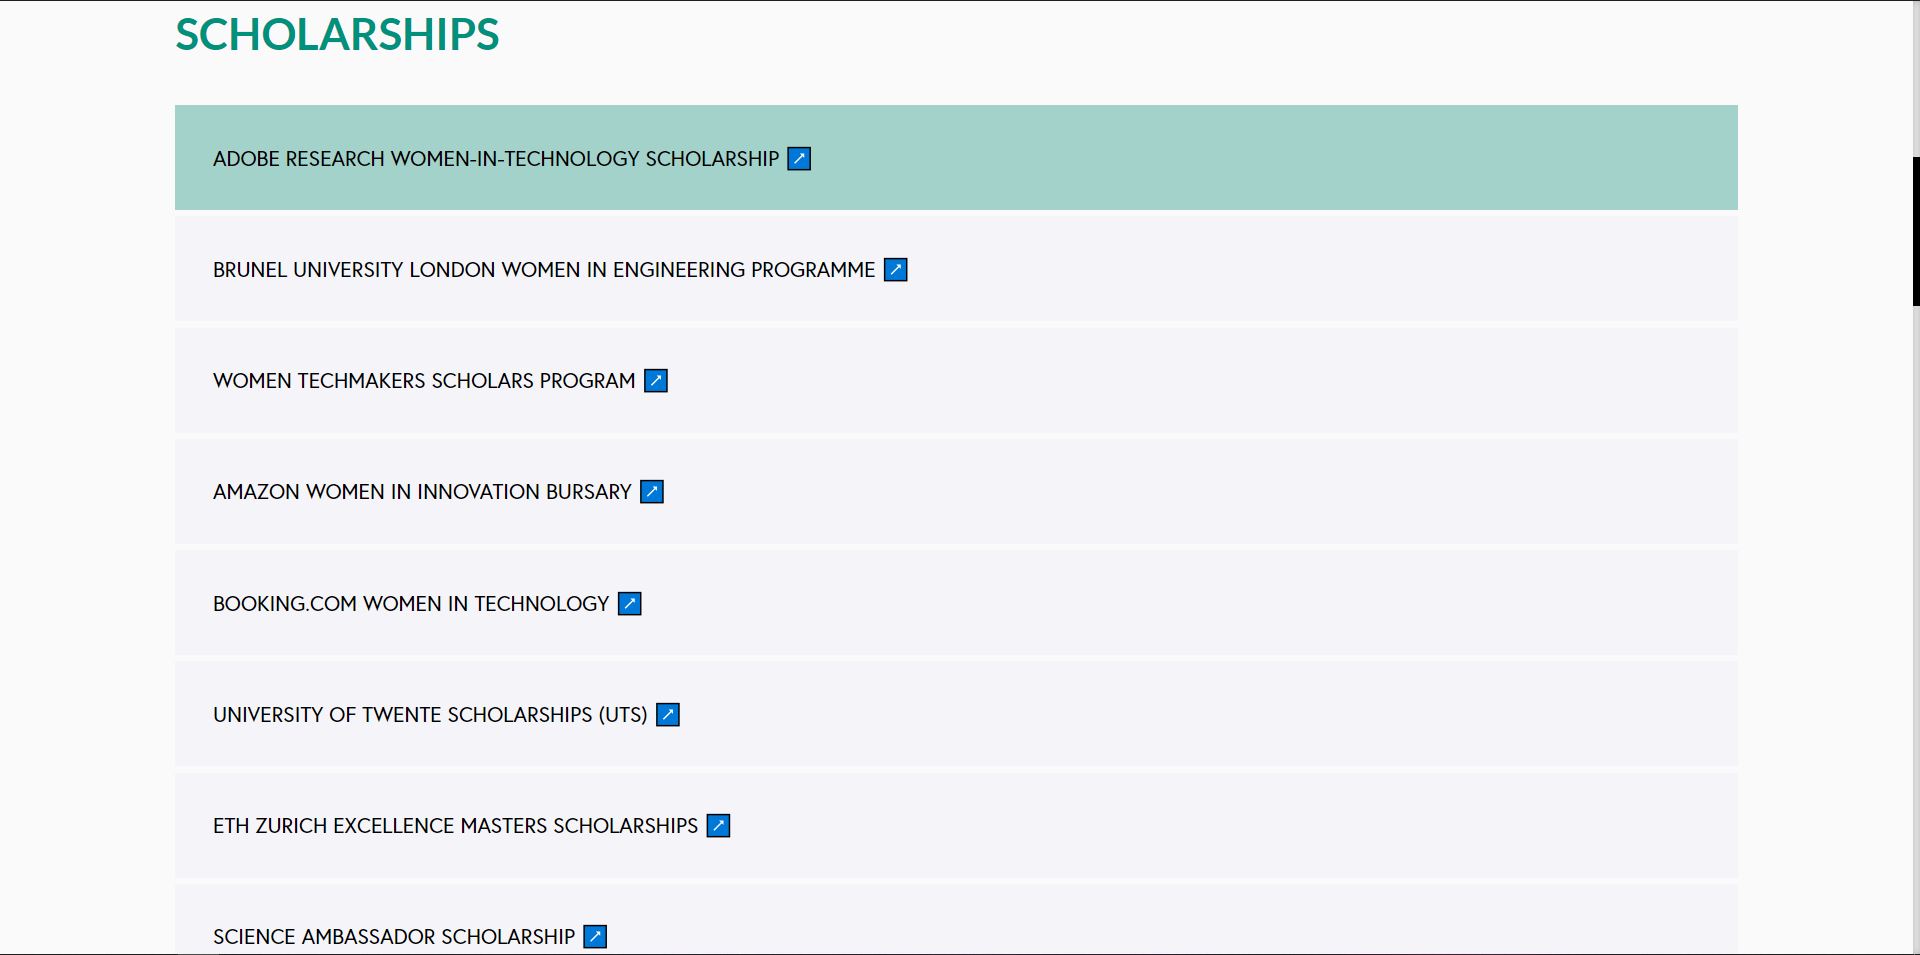 SCHOLARSHIPS
ADOBE RESEARCH WOMEN-IN-TECHNOLOGY SCHOLARSHIP
BRUNEL UNIVERSITY LONDON WOMEN IN ENGINEERING PROGRAMME
WOMEN TECHMAKERS SCHOLARS PROGRAM
AMAZON WOMEN IN INNOVATION BURSARY
BOOKING.COM WOMEN IN TECHNOLOGY
UNIVERSITY OF TWENTE SCHOLARSHIPS (UTS)
ETH ZURICH EXCELLENCE MASTERS SCHOLARSHIPS
SCIENCE AMBASSADOR SCHOLARSHIP